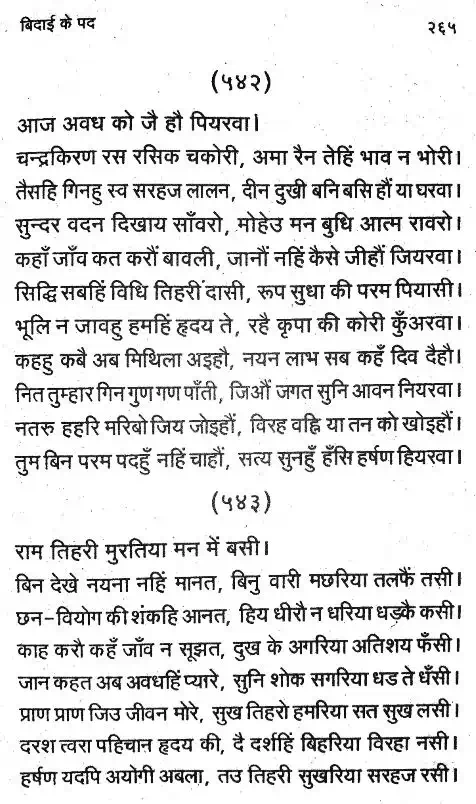 बिदाई के पद
२६५
(५४२)
आज अवध को जै हौ पियरवा।
चन्द्रकिरण रस रसिक चकोरी, अमा रैन तेहिं भाव न भोरी।
तैसहि गिनहु स्व सरहज लालन, दीन दुखी बनि बसि हौं या घरवा।
सुन्दर वदन दिखाय साँवरो, मोहेउ मन बुधि आत्म रावरो।
कहाँ जाँव कत करौं बावली, जानौं नहिं कैसे जीहौं जियरवा।
सिद्धि सबहिं विधि तिहरी दासी, रूप सुधा की परम पियासी।
भूलि न जावहु हमहिं हृदय ते, रहै कृपा की कोरी कुँअरवा।
कहहु कबै अब मिथिला अइहौ, नयन लाभ सब कहँ दिव दैहौ।
नित तुम्हार गिन गुण गण पाँती, जिऔं जगत सुनि आवन नियरवा।
नतरु हहरि मरिबो जिय जोइहौं, विरह वह्नि या तन को खोइहौं।
तुम बिन परम पदहुँ नहिं चाहौं, सत्य सुनहुँ हँसि हर्षण हियरवा।
(५४३)
राम तिहरी मुरतिया मन में बसी।
बिन देखे नयना नहिं मानत, बिनु वारी मछरिया तलफैं तसी।
छन-वियोग की शंकहि आनत, हिय धीरौ न धरिया धड़कै कसी।
काह करौ कहँ जाँव न सूझत, दुख के अगरिया अतिशय फँसी।
जान कहत अब अवधहिं प्यारे, सुनि शोक सगरिया धड ते धँसी।
प्राण प्राण जिउ जीवन मोरे, सुख तिहरो हमरिया सत सुख लसी।
दरश त्वरा पहिचान हृदय की, दै दर्शहिं बिहरिया विरहा नसी।
हर्षण यदपि अयोगी अबला, तउ तिहरी सुखरिया सरहज रसी।